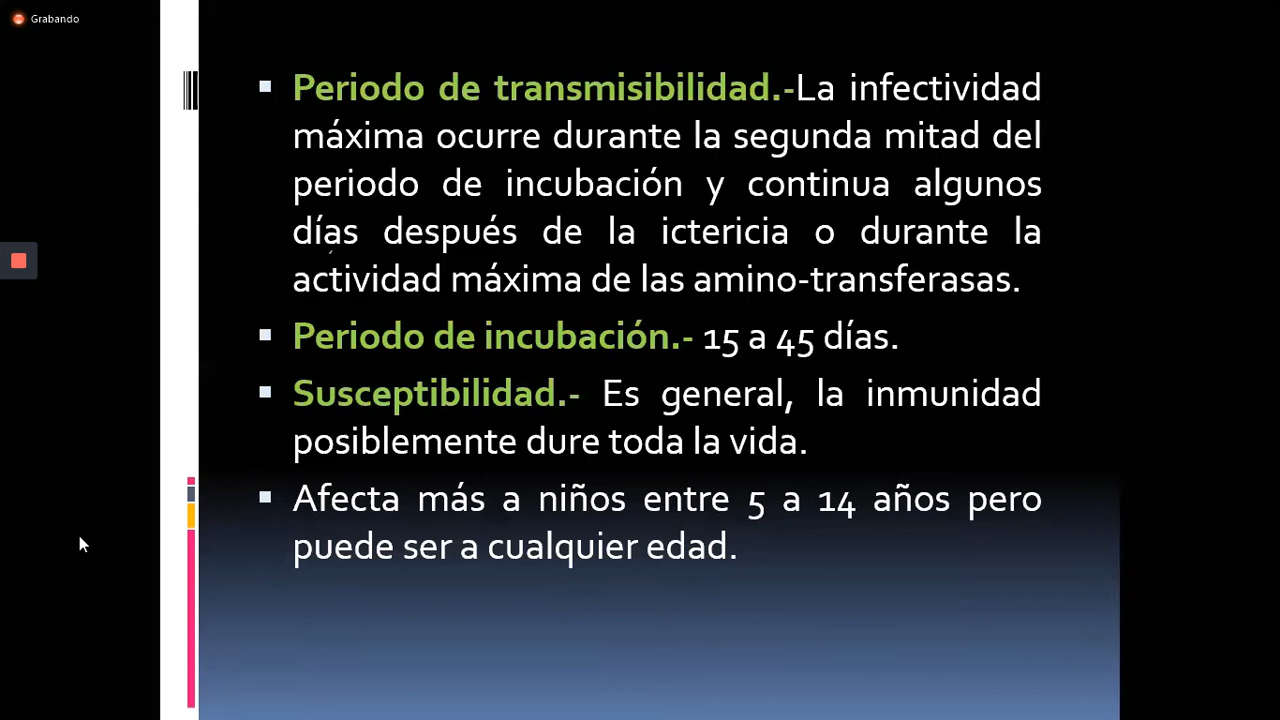 Grabando
▪ Periodo de transmisibilidad.-La infectividad
máxima ocurre durante la segunda mitad del
periodo de incubación y continua algunos
días después de la ictericia o durante la
actividad máxima de las amino-transferasas.
▪ Periodo de incubación.- 15 a 45 días.
▪ Susceptibilidad.- Es general, la inmunidad
posiblemente dure toda la vida.
▪ Afecta más a niños entre 5 a 14 años pero
puede ser a cualquier edad.